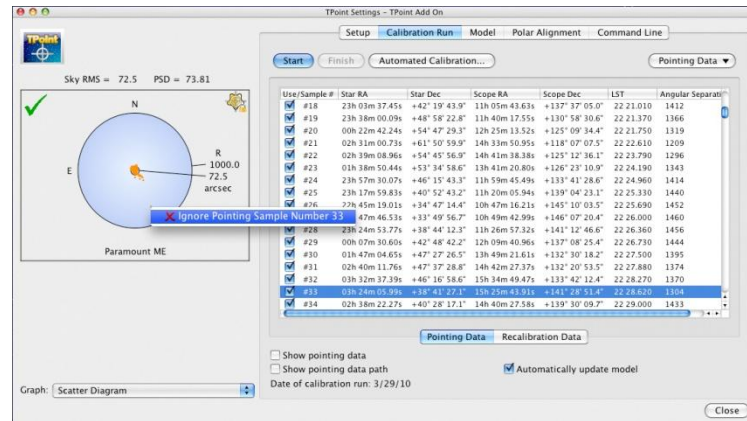 TPoint Settings – TPoint Add On
TPoint
Setup Calibration Run Model Polar Alignment Command Line
Start Finish Automated Calibration... Pointing Data ▼
Sky RMS = 72.5 PSD = 73.81
N
E
R
1000.0
72.5
arcsec
Paramount ME
Ignore Pointing Sample Number 33
Use/Sample # Star RA Star Dec Scope RA Scope Dec LST Angular Separati
#18 23h 03m 37.45s +42° 19' 43.9" 11h 05m 43.63s +137° 37' 05.0" 22 21.010 1412
#19 23h 38m 00.09s +48° 58' 22.8" 11h 40m 17.55s +130° 58' 30.6" 22 21.370 1366
#20 00h 22m 42.24s +54° 47' 29.3" 12h 25m 13.52s +125° 09' 34.4" 22 21.750 1319
#21 02h 31m 00.73s +61° 50' 59.9" 14h 33m 50.95s +118° 07' 07.5" 22 22.610 1209
#22 02h 39m 08.96s +54° 45' 56.9" 14h 41m 38.38s +125° 12' 36.1" 22 23.790 1296
#23 01h 38m 50.44s +53° 34' 58.6" 13h 41m 20.80s +126° 23' 10.9" 22 24.190 1343
#24 23h 57m 30.07s +46° 15' 43.3" 11h 59m 45.49s +133° 41' 28.6" 22 24.960 1414
#25 23h 17m 59.83s +40° 52' 43.2" 11h 20m 05.94s +139° 04' 23.1" 22 25.330 1440
#26 22h 45m 19.01s +34° 47' 14.4" 10h 47m 16.21s +145° 10' 03.5" 22 25.690 1452
47m 46.53s +33° 49' 56.7" 10h 49m 42.99s +146° 07' 20.4" 22 26.000 1460
#28 23h 24m 53.77s +38° 44' 12.3" 11h 26m 57.32s +141° 12' 46.6" 22 26.360 1456
#29 00h 07m 30.60s +42° 48' 42.2" 12h 09m 40.96s +137° 08' 25.4" 22 26.730 1444
#30 01h 47m 04.65s +47° 27' 26.5" 13h 49m 21.61s +132° 30' 18.2" 22 27.500 1395
#31 02h 40m 11.76s +47° 37' 28.8" 14h 42m 27.37s +132° 20' 53.5" 22 27.880 1374
#32 03h 32m 37.39s +46° 16' 58.6" 15h 34m 49.47s +133° 42' 12.4" 22 28.270 1370
#33 03h 24m 05.99s +38° 41' 27.1" 15h 25m 43.91s +141° 28' 51.4" 22 28.620 1304
#34 02h 38m 22.27s +40° 28' 17.1" 14h 40m 27.58s +139° 30' 09.7" 22 29.000 1433
Pointing Data Recalibration Data
Show pointing data
Show pointing data path
Automatically update model
Date of calibration run: 3/29/10
Graph: Scatter Diagram
Close